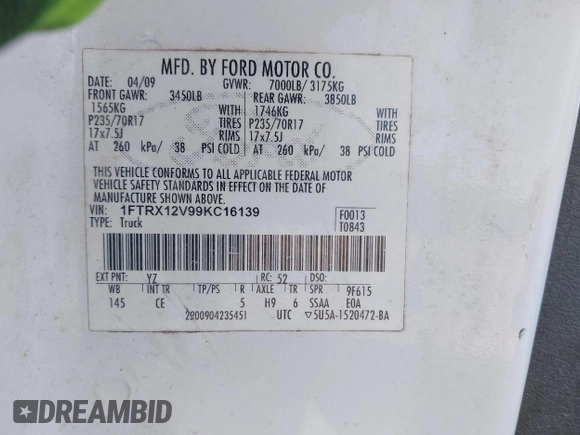 MFD. BY FORD MOTOR CO.
DATE: 04/09 GVWR: 7000LB/ 3175KG
FRONT GAWR: 3450LB REAR GAWR: 3850LB
1565KG WITH 1746KG WITH
P235/70R17 TIRES P235/70R17 TIRES
17x7.5J RIMS 17x7.5J RIMS
AT 260 kPa/ 38 PSI COLD AT 260 kPa/ 38 PSI COLD
THIS VEHICLE CONFORMS TO ALL APPLICABLE FEDERAL MOTOR
VEHICLE SAFETY STANDARDS IN EFFECT ON THE DATE OF
MANUFACTURE SHOWN ABOVE.
VIN: 1FTRX12V99KC16139 F0013
TYPE: Truck T0843
EXT PNT: YZ RC: 52 DSO:
WB INT TR TP/PS R AXLE TR SPR 9F615
145 CE 5 H9 6 SSAA E0A
2200904235451 UTC ▽5U5A-1520472-BA
DREAMBID